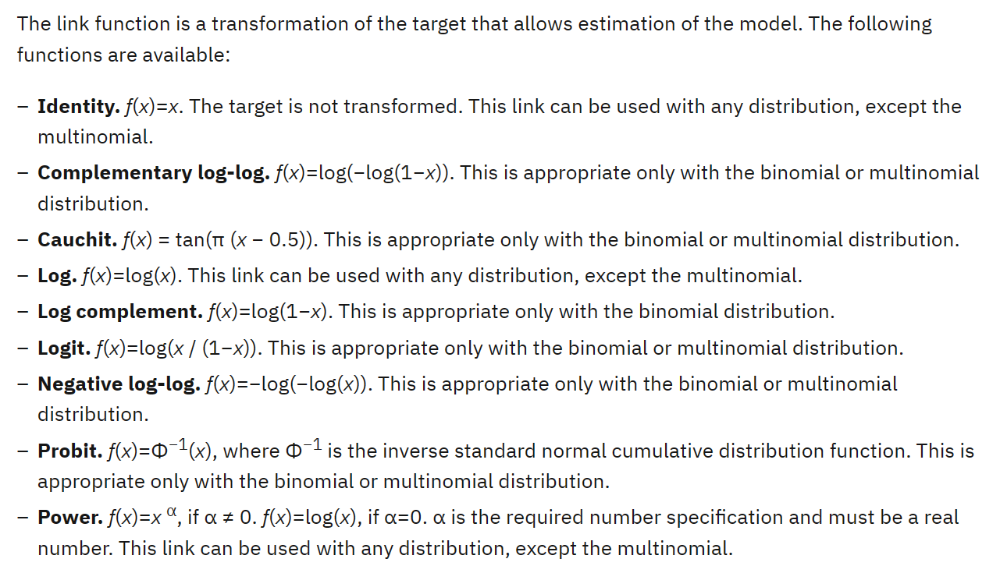 The link function is a transformation of the target that allows estimation of the model. The following
functions are available:
– Identity. f(x)=x. The target is not transformed. This link can be used with any distribution, except the
multinomial.
– Complementary log-log. f(x)=log(−log(1−x)). This is appropriate only with the binomial or multinomial
distribution.
– Cauchit. f(x) = tan(π (x − 0.5)). This is appropriate only with the binomial or multinomial distribution.
– Log. f(x)=log(x). This link can be used with any distribution, except the multinomial.
– Log complement. f(x)=log(1−x). This is appropriate only with the binomial distribution.
– Logit. f(x)=log(x / (1−x)). This is appropriate only with the binomial or multinomial distribution.
– Negative log-log. f(x)=−log(−log(x)). This is appropriate only with the binomial or multinomial
distribution.
– Probit. f(x)=Φ⁻¹(x), where Φ⁻¹ is the inverse standard normal cumulative distribution function. This is
appropriate only with the binomial or multinomial distribution.
– Power. f(x)=x ᵅ, if α ≠ 0. f(x)=log(x), if α=0. α is the required number specification and must be a real
number. This link can be used with any distribution, except the multinomial.